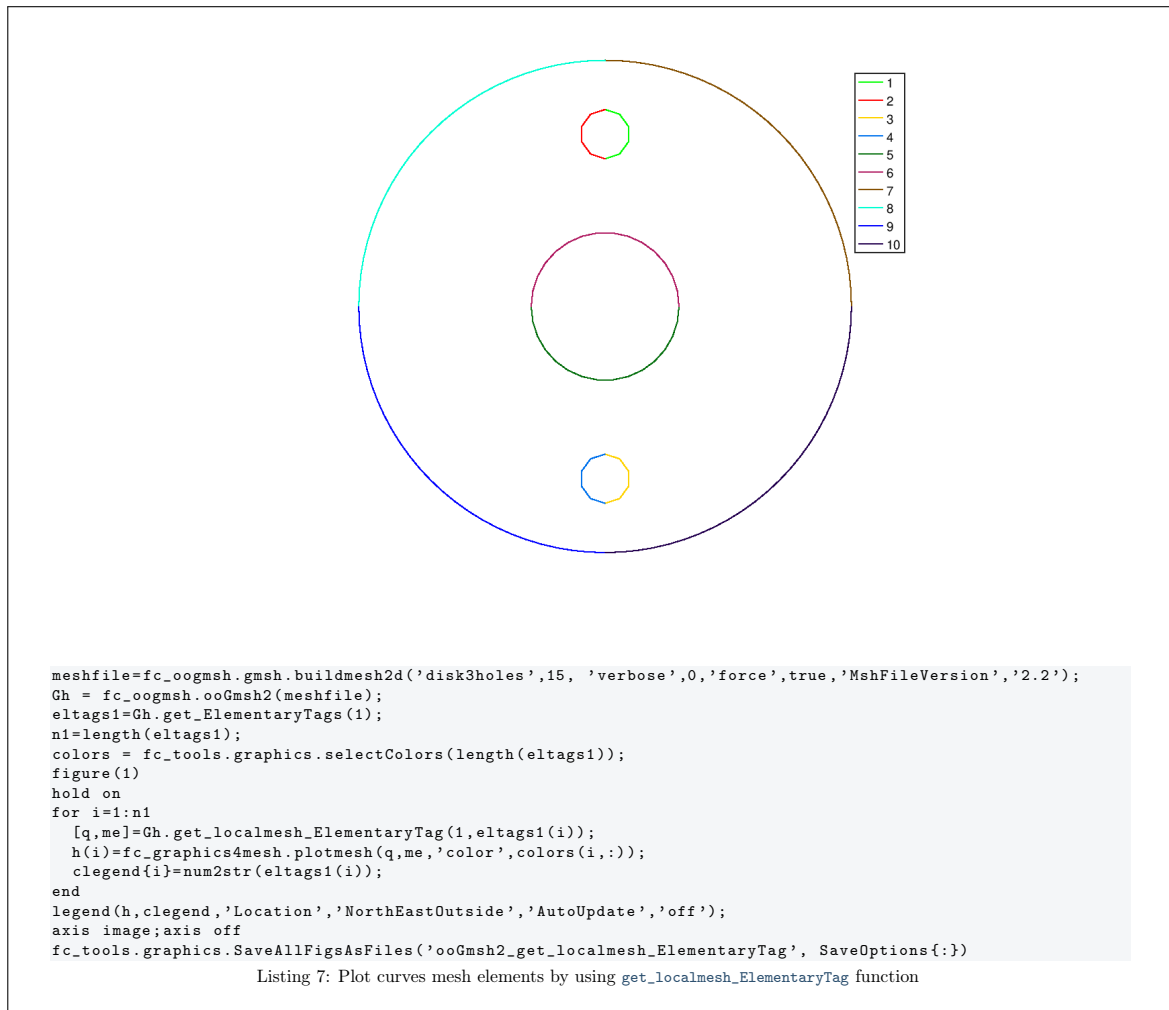 1
2
3
4
5
6
7
8
9
10
meshfile=fc_oogmsh.gmsh.buildmesh2d('disk3holes',15, 'verbose',0,'force',true,'MshFileVersion','2.2');
Gh = fc_oogmsh.ooGmsh2(meshfile);
eltags1=Gh.get_ElementaryTags(1);
n1=length(eltags1);
colors = fc_tools.graphics.selectColors(length(eltags1));
figure(1)
hold on
for i=1:n1
  [q,me]=Gh.get_localmesh_ElementaryTag(1,eltags1(i));
  h(i)=fc_graphics4mesh.plotmesh(q,me,'color',colors(i,:));
  clegend{i}=num2str(eltags1(i));
end
legend(h,clegend,'Location','NorthEastOutside','AutoUpdate','off');
axis image;axis off
fc_tools.graphics.SaveAllFigsAsFiles('ooGmsh2_get_localmesh_ElementaryTag', SaveOptions{:})
Listing 7: Plot curves mesh elements by using get_localmesh_ElementaryTag function